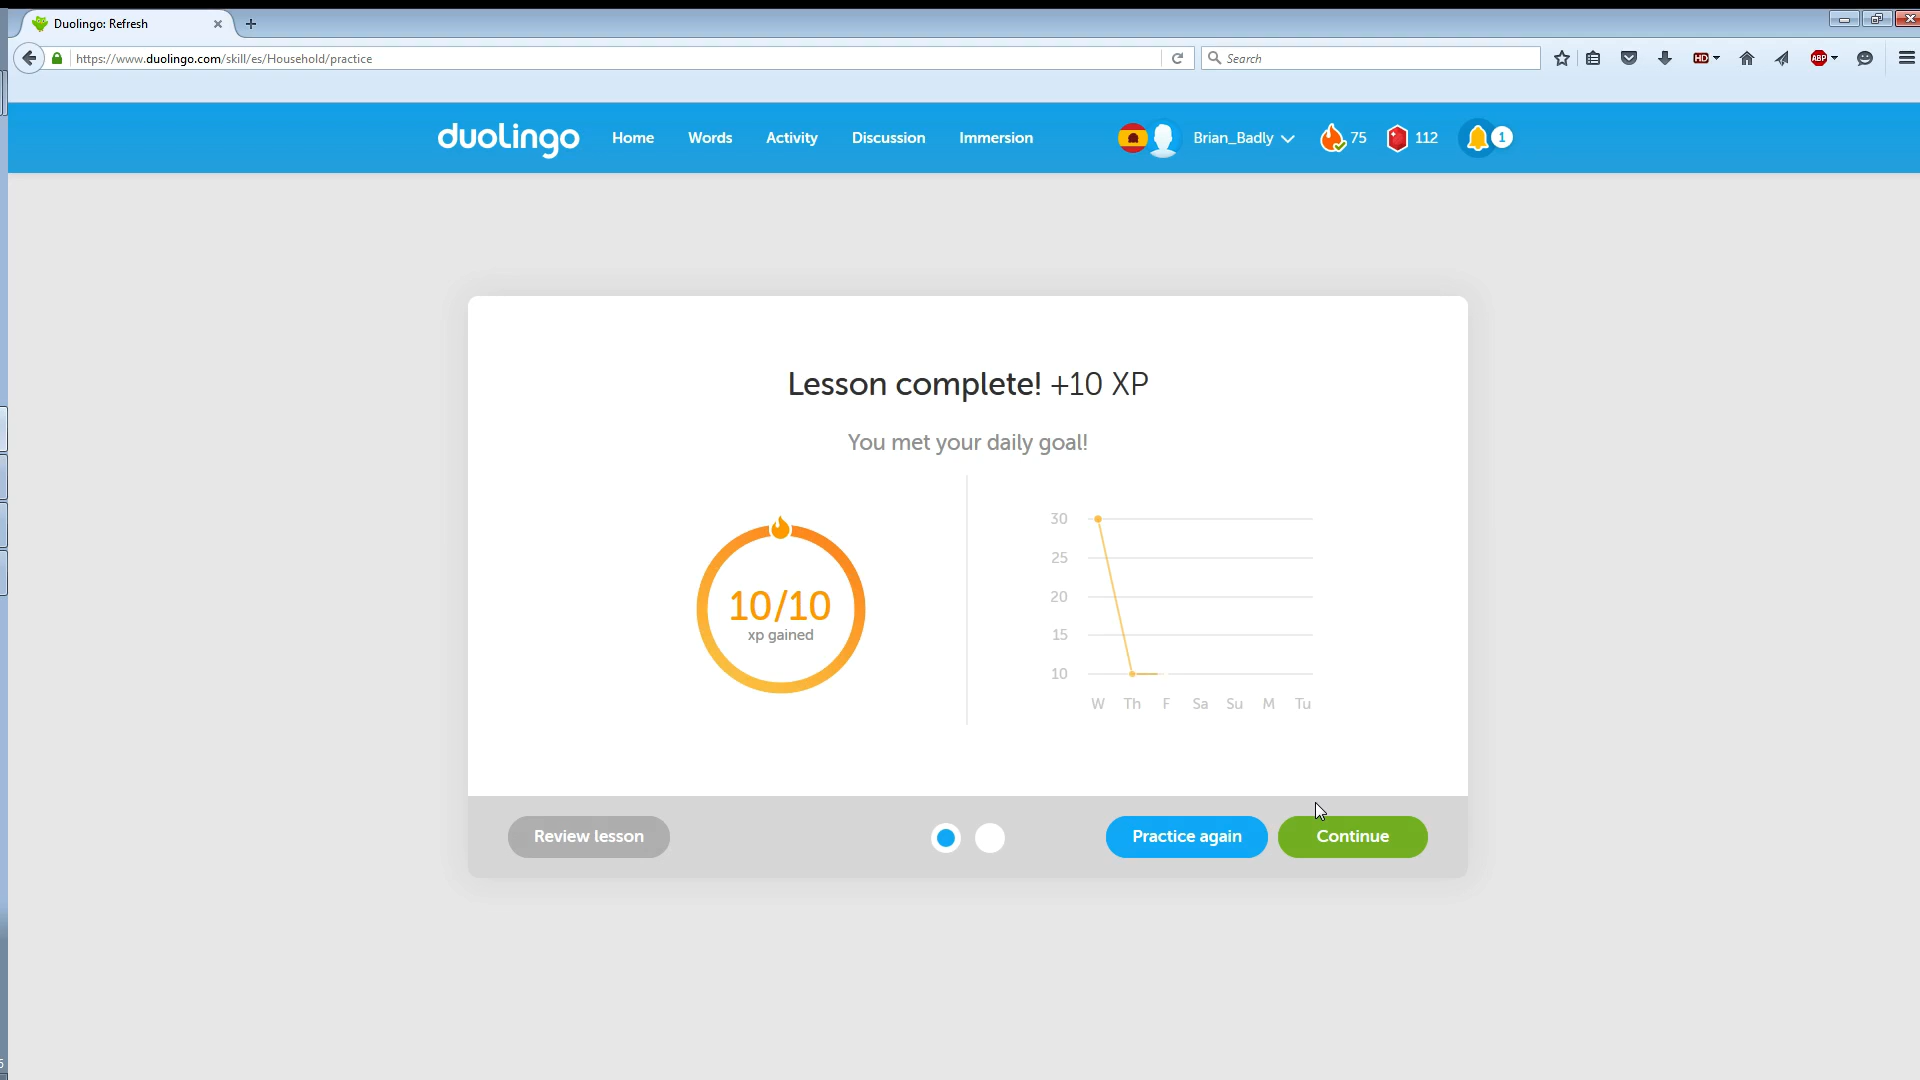 Duolingo: Refresh
https://www.duolingo.com/skill/es/Household/practice
Search
HD
ABP
duolingo
Home
Words
Activity
Discussion
Immersion
Brian_Badly
75
112
1
Lesson complete! +10 XP
You met your daily goal!
10/10
xp gained
30
25
20
15
10
W Th F Sa Su M Tu
Review lesson
Practice again
Continue